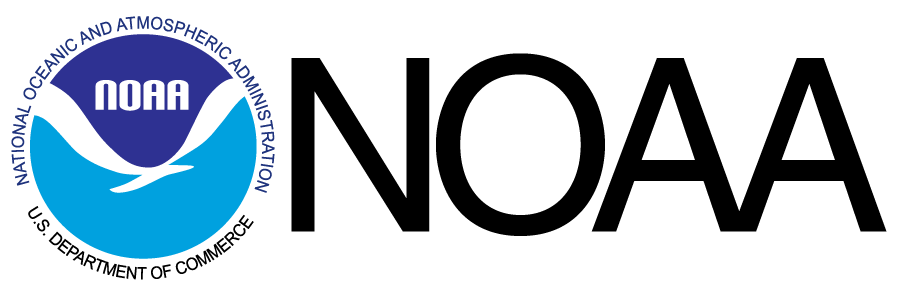 NATIONAL OCEANIC AND ATMOSPHERIC ADMINISTRATION
NOAA
U.S. DEPARTMENT OF COMMERCE
NOAA